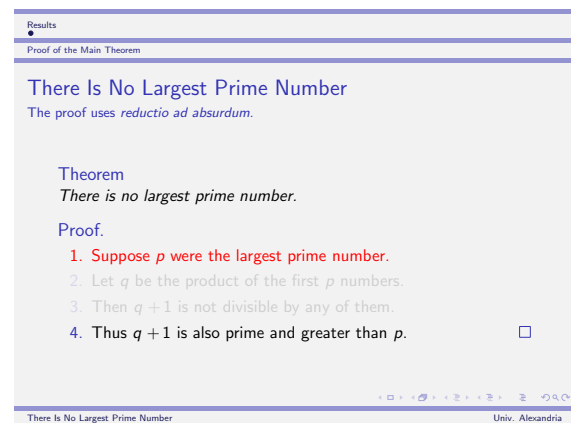 Results
Proof of the Main Theorem
There Is No Largest Prime Number
The proof uses reductio ad absurdum.
Theorem
There is no largest prime number.
Proof.
1. Suppose p were the largest prime number.
2. Let q be the product of the first p numbers.
3. Then q + 1 is not divisible by any of them.
4. Thus q + 1 is also prime and greater than p.
There Is No Largest Prime Number
Univ. Alexandria